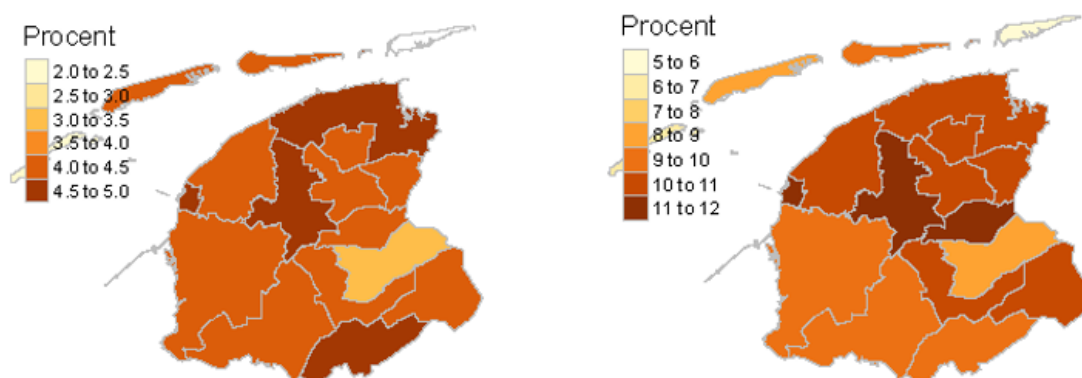 Procent
2.0 to 2.5
2.5 to 3.0
3.0 to 3.5
3.5 to 4.0
4.0 to 4.5
4.5 to 5.0
Procent
5 to 6
6 to 7
7 to 8
8 to 9
9 to 10
10 to 11
11 to 12